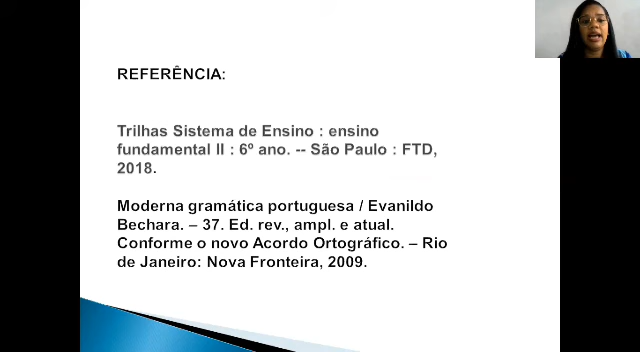 REFERÊNCIA:
Trilhas Sistema de Ensino : ensino
fundamental II : 6º ano. -- São Paulo : FTD,
2018.
Moderna gramática portuguesa / Evanildo
Bechara. – 37. Ed. rev., ampl. e atual.
Conforme o novo Acordo Ortográfico. – Rio
de Janeiro: Nova Fronteira, 2009.